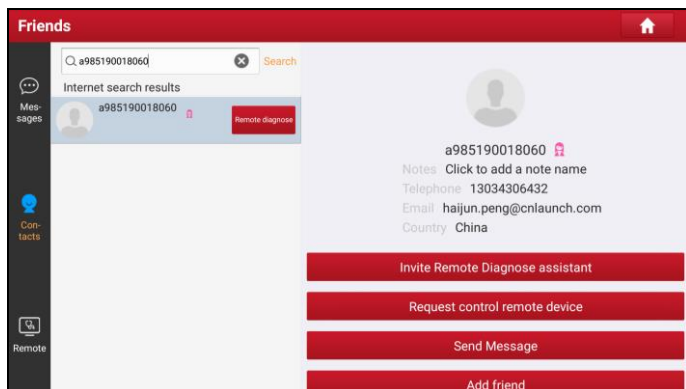 Friends
a985190018060
Search
Internet search results
a985190018060
Remote diagnose
Mes-
sages
Con-
tacts
Remote
a985190018060
Notes Click to add a note name
Telephone 13034306432
Email haijun.peng@cnlaunch.com
Country China
Invite Remote Diagnose assistant
Request control remote device
Send Message
Add friend